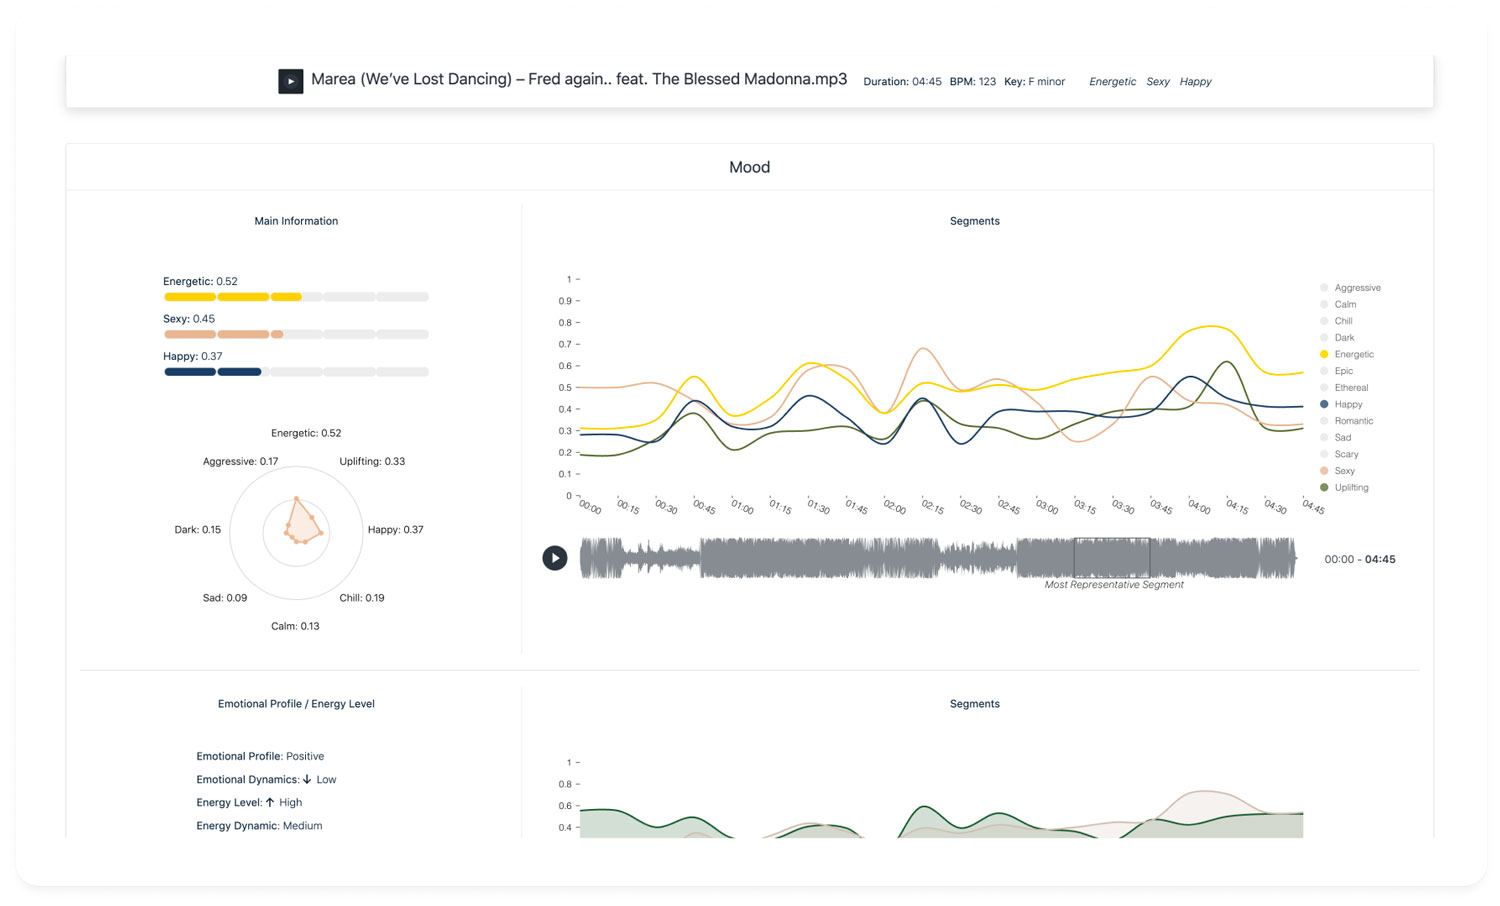 Marea (We've Lost Dancing) – Fred again.. feat. The Blessed Madonna.mp3 Duration: 04:45 BPM: 123 Key: F minor Energetic Sexy Happy
Mood
Main Information
Energetic: 0.52
Sexy: 0.45
Happy: 0.37
Energetic: 0.52
Aggressive: 0.17 Uplifting: 0.33
Dark: 0.15 Happy: 0.37
Sad: 0.09 Chill: 0.19
Calm: 0.13
Segments
1
0.9
0.8
0.7
0.6
0.5
0.4
0.3
0.2
0.1
0
00:00 00:15 00:30 00:45 01:00 01:15 01:30 01:45 02:00 02:15 02:30 02:45 03:00 03:15 03:30 03:45 04:00 04:15 04:30 04:45
Aggressive
Calm
Chill
Dark
Energetic
Epic
Ethereal
Happy
Romantic
Sad
Scary
Sexy
Uplifting
00:00 - 04:45
Most Representative Segment
Emotional Profile / Energy Level
Emotional Profile: Positive
Emotional Dynamics: ↓ Low
Energy Level: ↑ High
Energy Dynamic: Medium
Segments
1
0.8
0.6
0.4